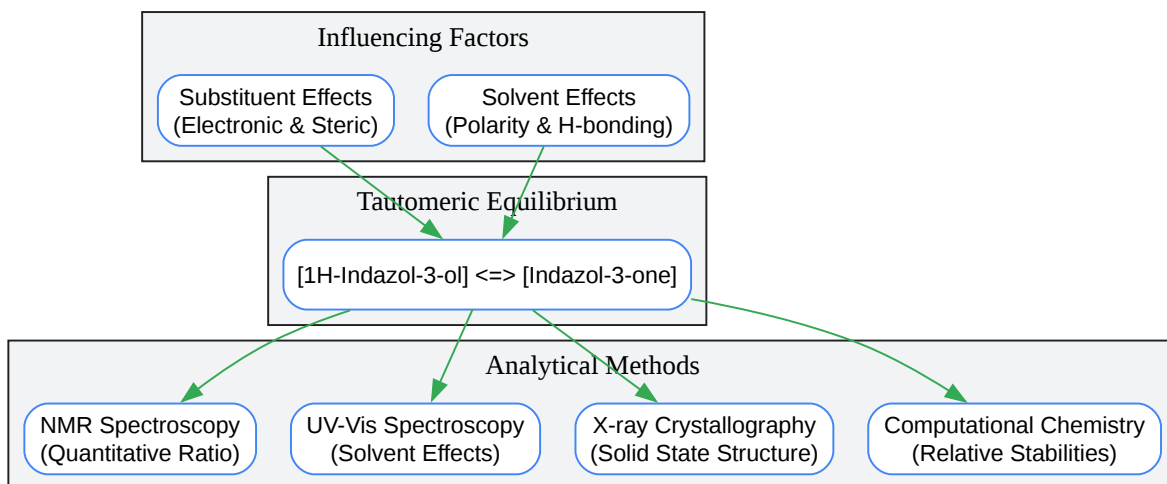 Influencing Factors
Substituent Effects
(Electronic & Steric)
Solvent Effects
(Polarity & H-bonding)
Tautomeric Equilibrium
[1H-Indazol-3-ol] <=> [Indazol-3-one]
Analytical Methods
NMR Spectroscopy
(Quantitative Ratio)
UV-Vis Spectroscopy
(Solvent Effects)
X-ray Crystallography
(Solid State Structure)
Computational Chemistry
(Relative Stabilities)